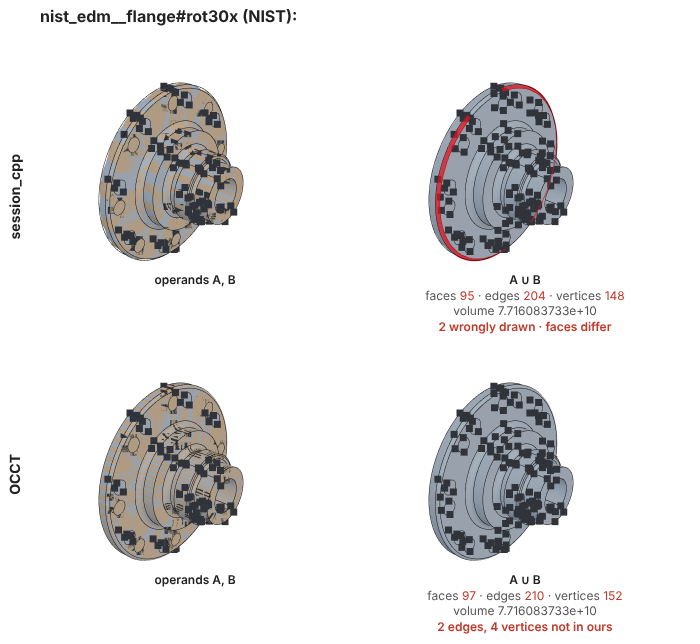 nist_edm__flange#rot30x (NIST):
session_cpp
operands A, B
A ∪ B
faces 95 · edges 204 · vertices 148
volume 7.716083733e+10
2 wrongly drawn · faces differ
OCCT
operands A, B
A ∪ B
faces 97 · edges 210 · vertices 152
volume 7.716083733e+10
2 edges, 4 vertices not in ours